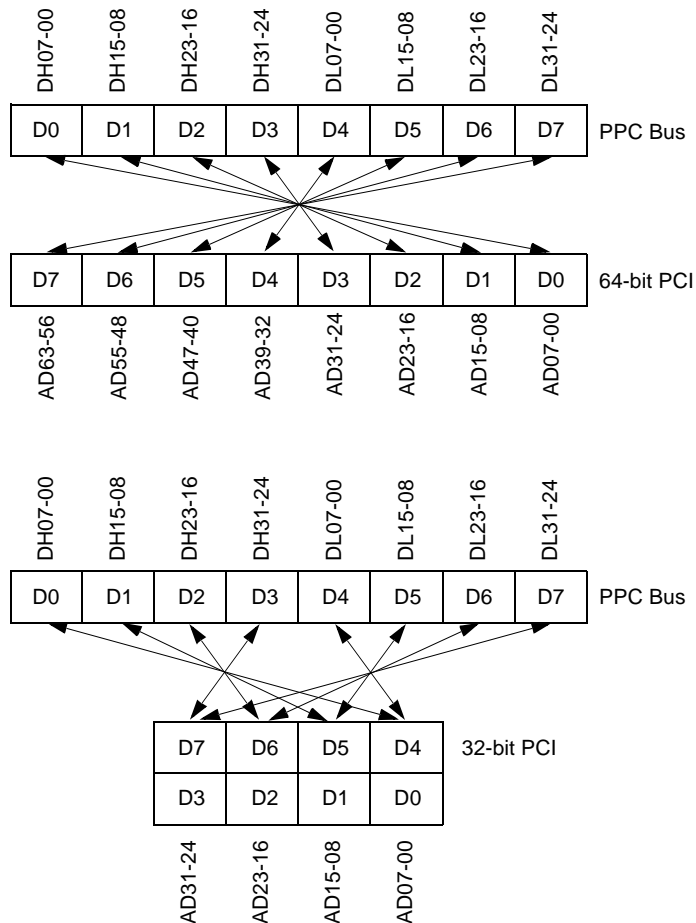 DH07-00 DH15-08 DH23-16 DH31-24 DL07-00 DL15-08 DL23-16 DL31-24
D0 D1 D2 D3 D4 D5 D6 D7 PPC Bus
D7 D6 D5 D4 D3 D2 D1 D0 64-bit PCI
AD63-56 AD55-48 AD47-40 AD39-32 AD31-24 AD23-16 AD15-08 AD07-00
DH07-00 DH15-08 DH23-16 DH31-24 DL07-00 DL15-08 DL23-16 DL31-24
D0 D1 D2 D3 D4 D5 D6 D7 PPC Bus
D7 D6 D5 D4 32-bit PCI
D3 D2 D1 D0
AD31-24 AD23-16 AD15-08 AD07-00